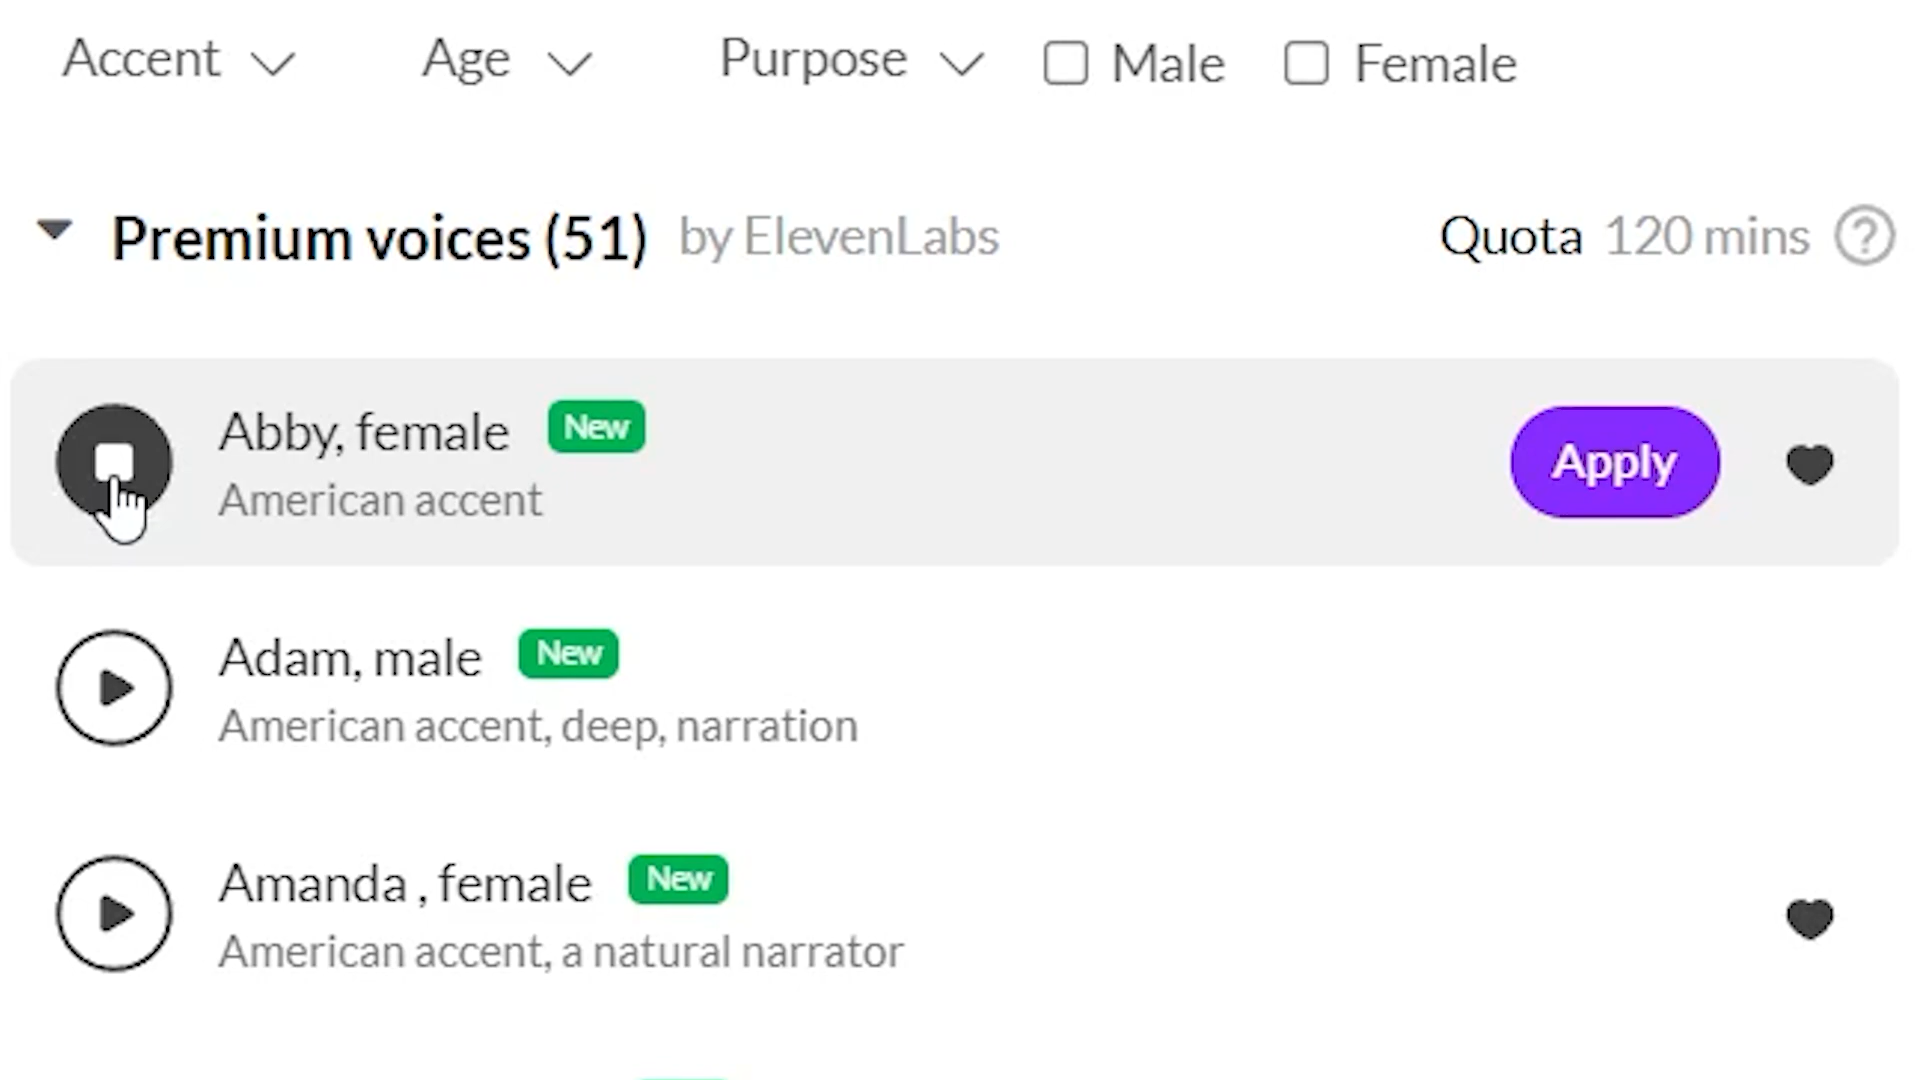 Accent Age Purpose Male Female
Premium voices (51) by ElevenLabs Quota 120 mins ?
Abby, female New
American accent
Apply
Adam, male New
American accent, deep, narration
Amanda , female New
American accent, a natural narrator